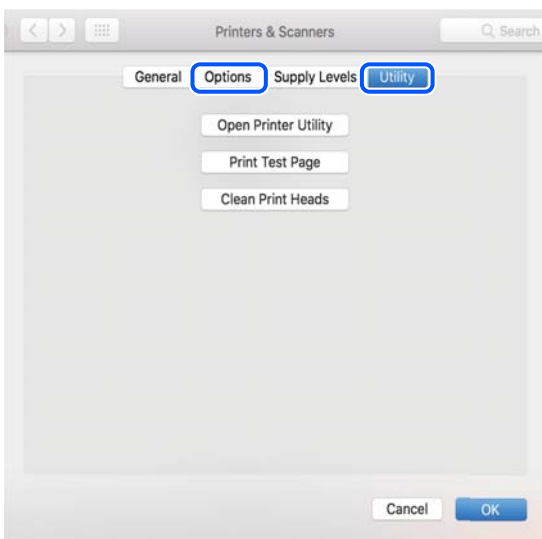 Printers & Scanners Search
General Options Supply Levels Utility
Open Printer Utility
Print Test Page
Clean Print Heads
Cancel OK